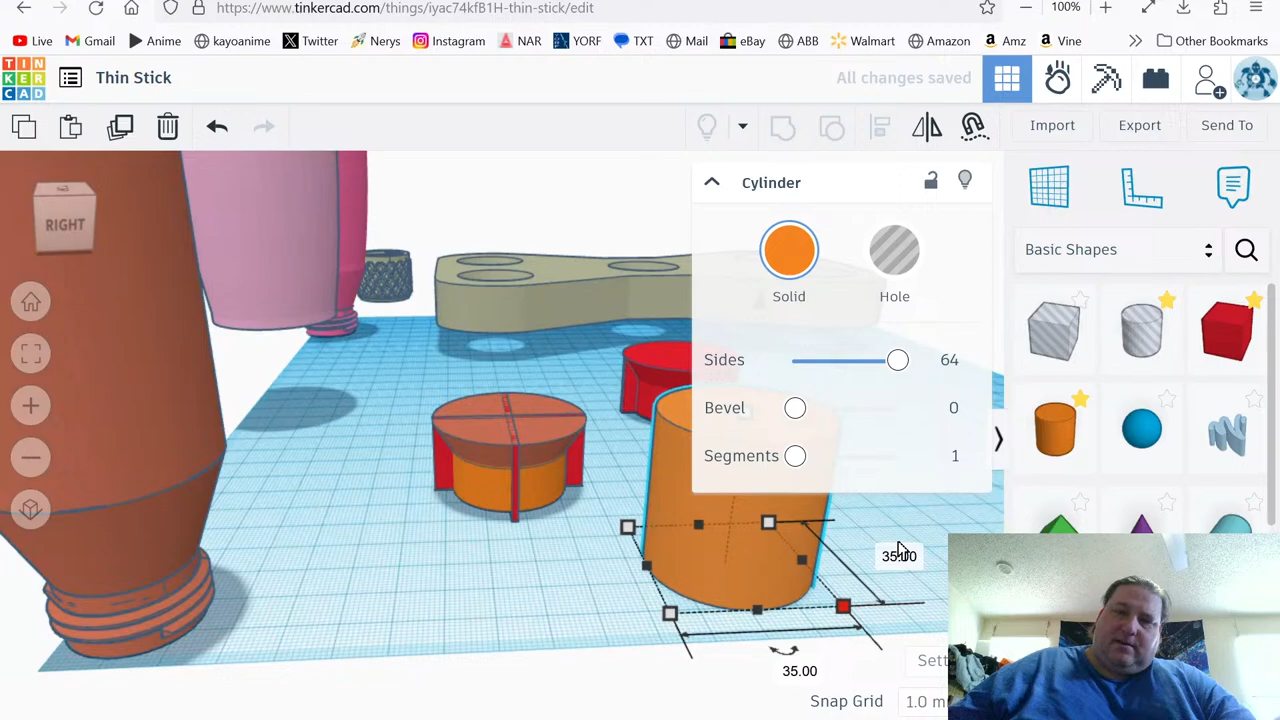 www.tinkercad.com/things/iyac74kfB1H-thin-stick/edit
100%
Live Gmail Anime kayoanime Twitter Nerys Instagram NAR YORF TXT Mail eBay ABB Walmart Amazon Amz Vine Other Bookmarks
TIN
KER
CAD
Thin Stick
All changes saved
Import Export Send To
RIGHT
Cylinder
Solid
Hole
Sides 64
Bevel 0
Segments 1
Basic Shapes
35.00
35.00
Sett
Snap Grid 1.0 m